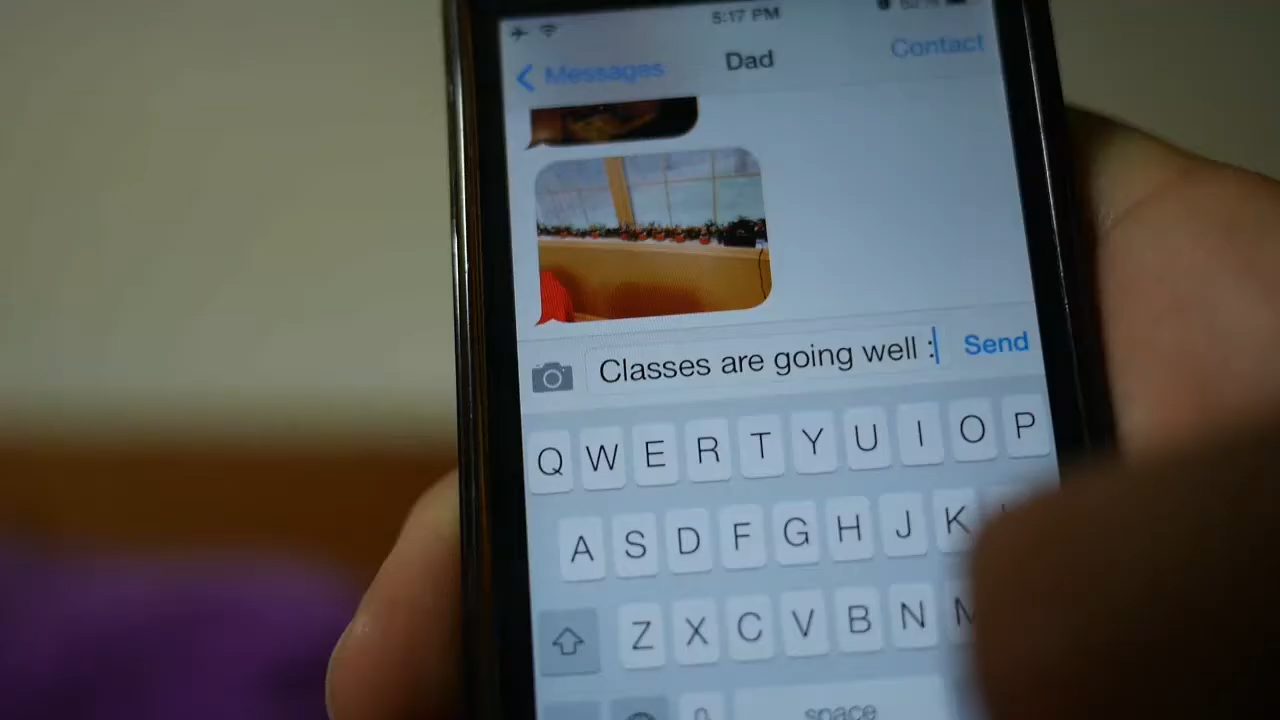 5:17 PM
Messages Dad Contact
Classes are going well : Send
Q W E R T Y U I O P
A S D F G H J K
Z X C V B N M
space